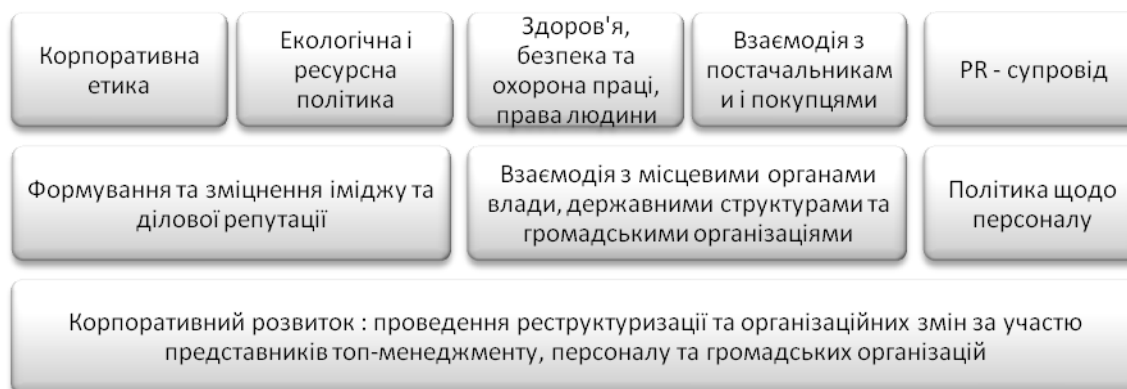 Корпоративна
етика
Екологічна і
ресурсна
політика
Здоров'я,
безпека та
охорона праці,
права людини
Взаємодія з
постачальникам
и і покупцями
PR - супровід
Формування та зміцнення іміджу та
ділової репутації
Взаємодія з місцевими органами
влади, державними структурами та
громадськими організаціями
Політика щодо
персоналу
Корпоративний розвиток : проведення реструктуризації та організаційних змін за участю
представників топ-менеджменту, персоналу та громадських організацій